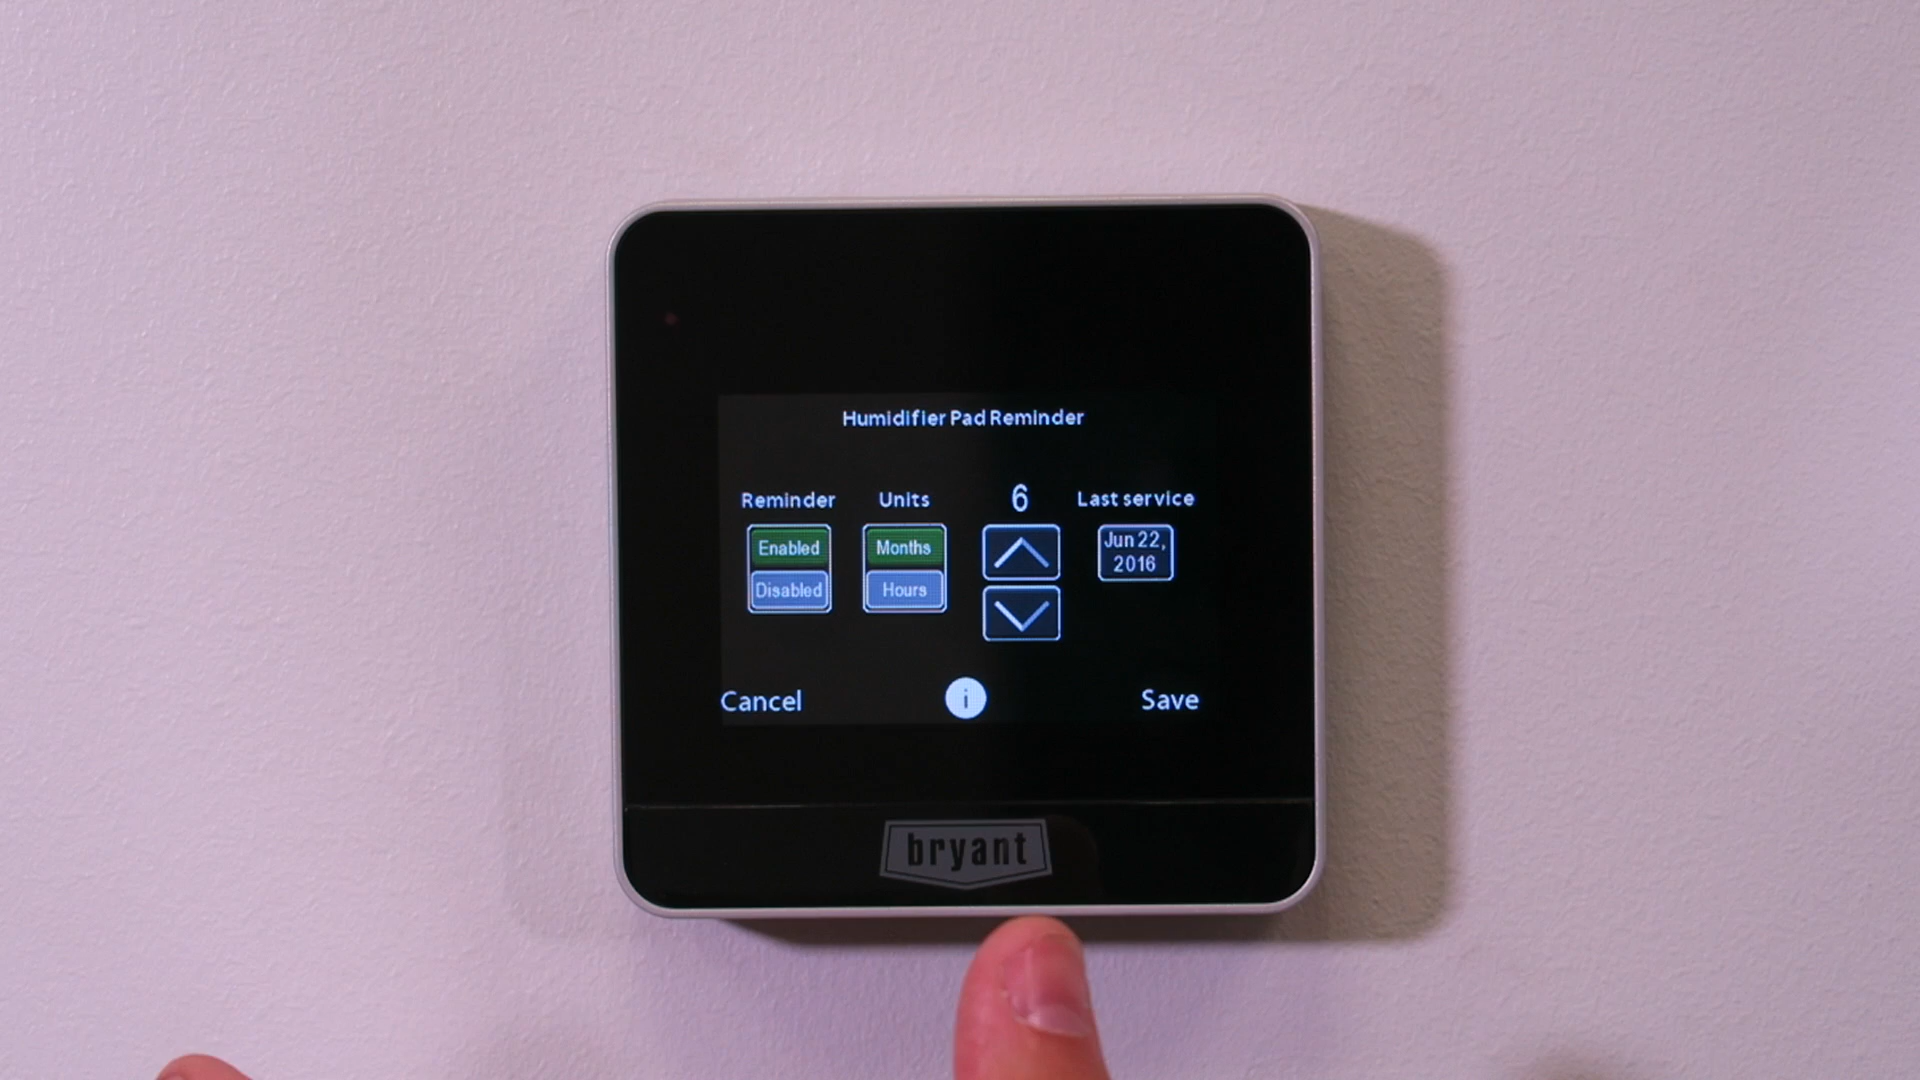 Humidifier Pad Reminder
Reminder Units 6 Last service
Enabled Months Jun 22,
2016
Disabled Hours
Cancel i Save
bryant